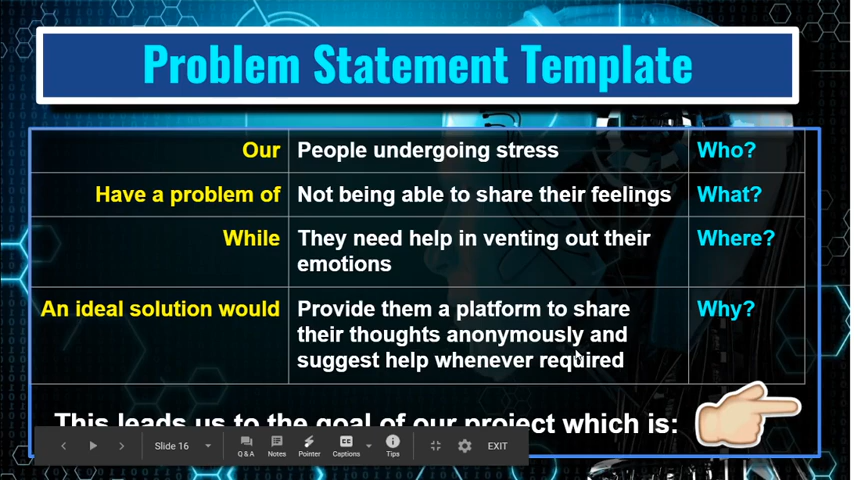 Problem Statement Template
Our
People undergoing stress
Who?
Have a problem of
Not being able to share their feelings
What?
While
They need help in venting out their
emotions
Where?
An ideal solution would
Provide them a platform to share
their thoughts anonymously and
suggest help whenever required
Why?
This leads us to the goal of our project which is:
Slide 16
Q & A
Notes
Pointer
Captions
Tips
EXIT